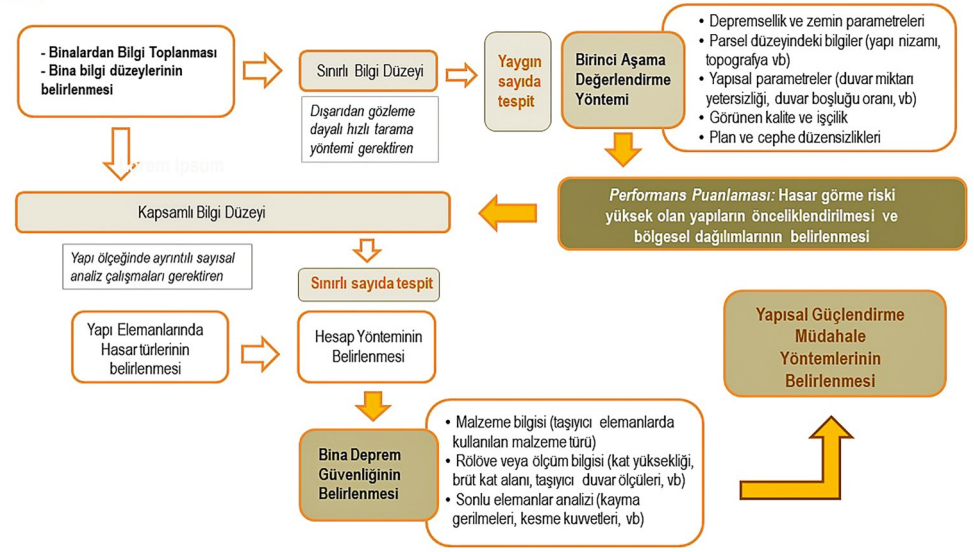 - Binalardan Bilgi Toplanması
- Bina bilgi düzeylerinin
belirlenmesi
Sınırlı Bilgi Düzeyi
Dışarıdan gözleme
dayalı hızlı tarama
yöntemi gerektiren
Yaygın
sayıda
tespit
Birinci Aşama
Değerlendirme
Yöntemi
• Depremsellik ve zemin parametreleri
• Parsel düzeyindeki bilgiler (yapı nizamı,
topografya vb)
• Yapısal parametreler (duvar miktarı
yetersizliği, duvar boşluğu oranı, vb)
• Görünen kalite ve işçilik
• Plan ve cephe düzensizlikleri
Lorem Ipsum
Performans Puanlaması: Hasar görme riski
yüksek olan yapıların önceliklendirilmesi ve
bölgesel dağılımlarının belirlenmesi
Kapsamlı Bilgi Düzeyi
Yapı ölçeğinde ayrıntılı sayısal
analiz çalışmaları gerektiren
Sınırlı sayıda tespit
Yapı Elemanlarında
Hasar türlerinin
belirlenmesi
Hesap Yönteminin
Belirlenmesi
Yapısal Güçlendirme
Müdahale
Yöntemlerinin
Belirlenmesi
Bina Deprem
Güvenliğinin
Belirlenmesi
• Malzeme bilgisi (taşıyıcı elemanlarda
kullanılan malzeme türü)
• Rölöve veya ölçüm bilgisi (kat yüksekliği,
brüt kat alanı, taşıyıcı duvar ölçüleri, vb)
• Sonlu elemanlar analizi (kayma
gerilmeleri, kesme kuvvetleri, vb)